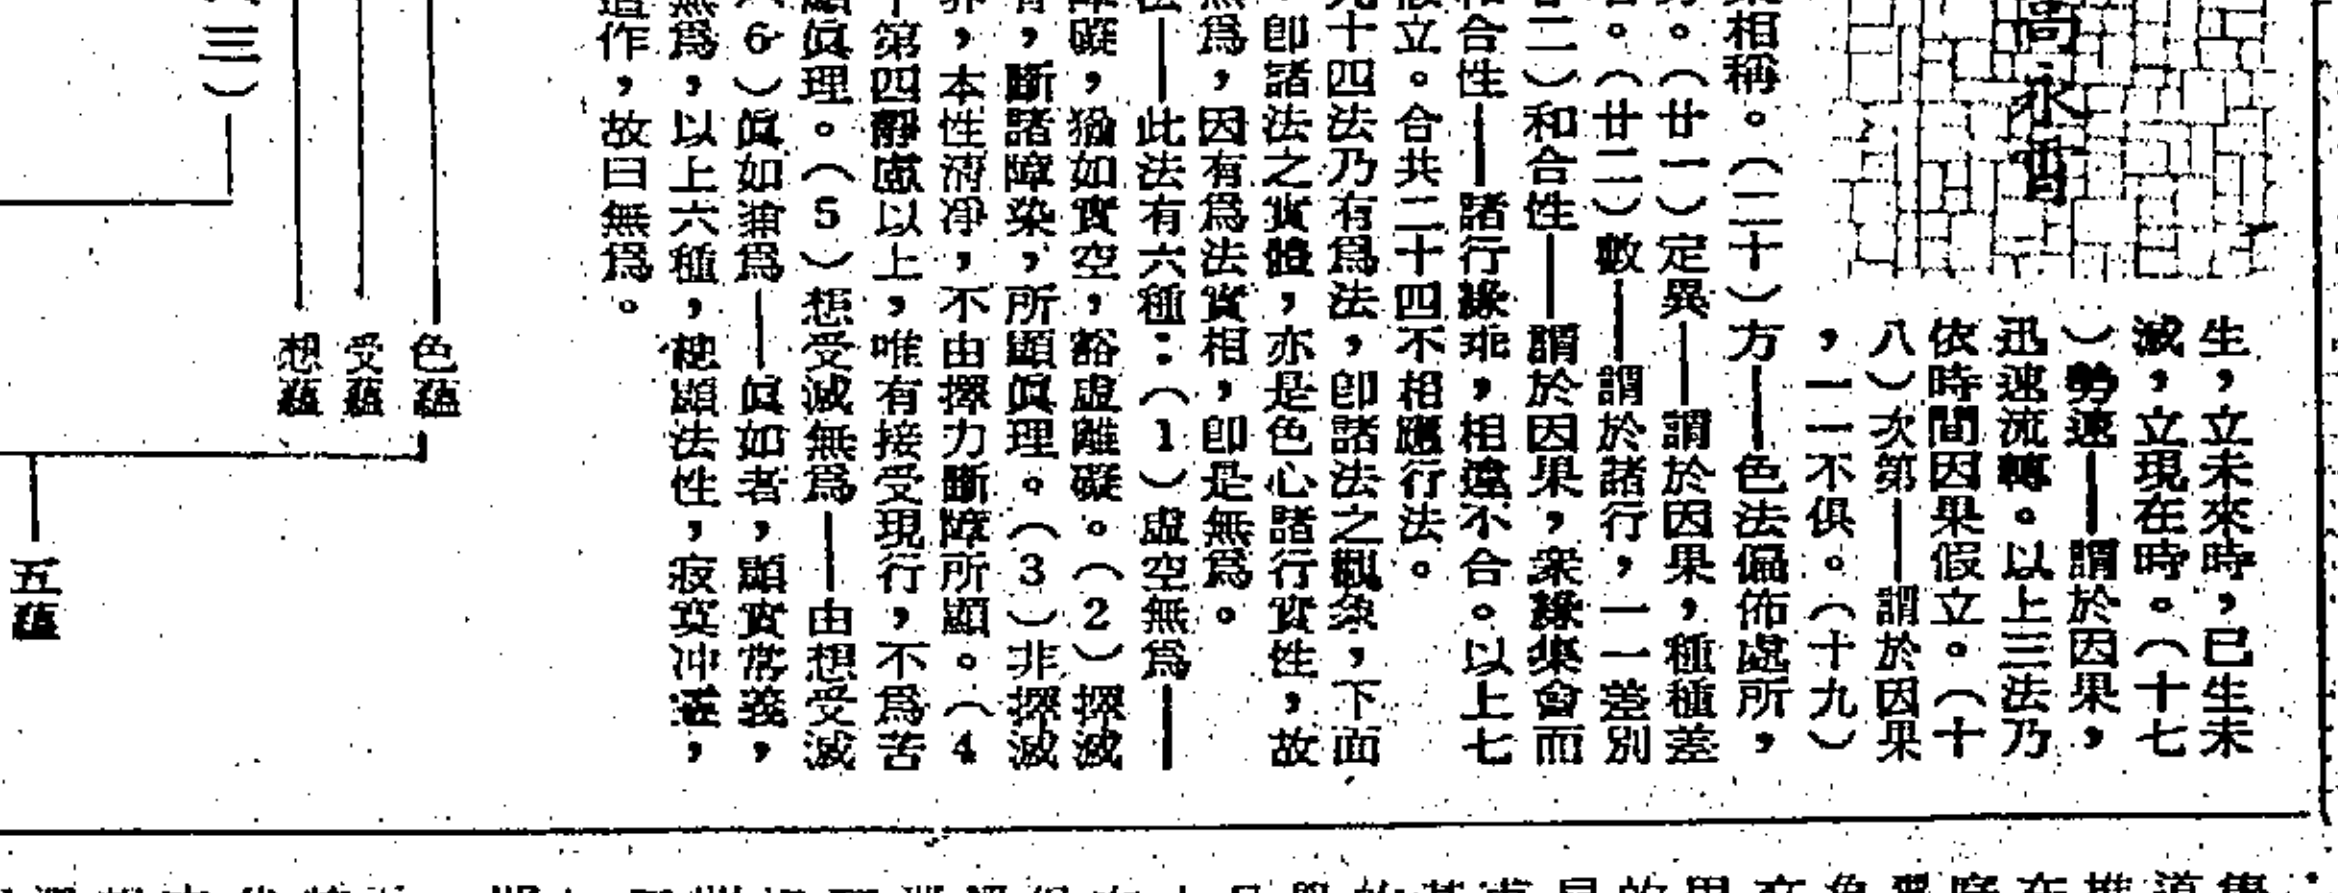 高永霄
生,立未來時,已生未
滅,立現在時。(十七
)勢速——謂於因果,
迅速流轉。以上三法乃
依時間因果假立。(十
八)次第——謂於因果
,一一不俱。(十九)
相稱。(二十)方——色法偏佈處所,
。(廿一)定異——謂於因果,種種差
。(廿二)數——謂於諸行,一一差別
二)和合性——謂於因果,衆緣集會而
合性——諸行緣乖,相違不合。以上七
立。合共二十四不相應行法。
十四法乃有爲法,卽諸法之觀象,下面
卽諸法之實體,亦是色心諸行實性,故
爲,因有爲法實相,卽是無爲。
——此法有六種:(1)虛空無爲——
礙,猶如實空,豁虛離礙。(2)擇滅
,斷諸障染,所顯眞理。(3)非擇滅
,本性清淨,不由擇力斷障所顯。(4
第四靜慮以上,唯有接受現行,不爲苦
眞理。(5)想受滅無爲——由想受滅
6)眞如無爲——眞如者,顯實常義,
爲,以上六種,總顯法性,寂寞冲漠,
作,故曰無爲。
三)
色蘊
受蘊
想蘊
五蘊